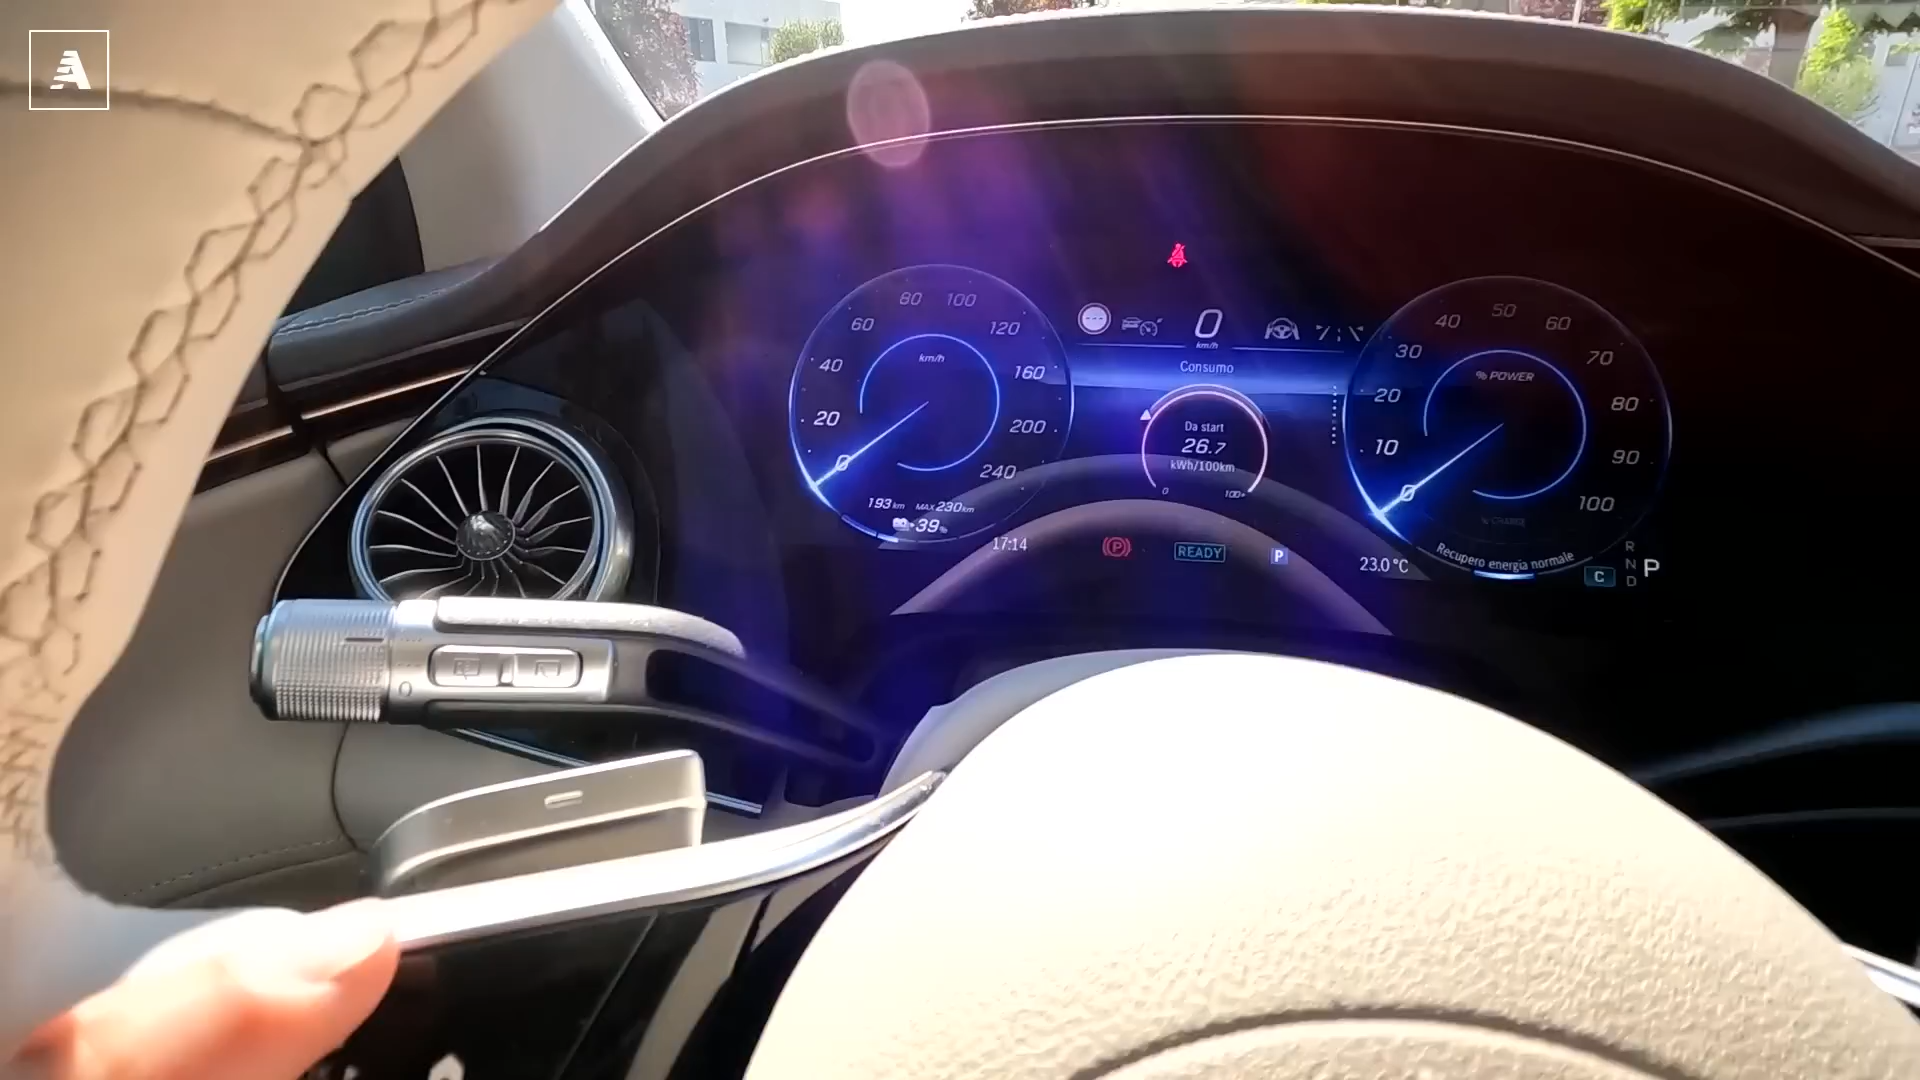 A
80 100
60 120
40 160
20 200
0 240
km/h
193 km MAX 230 km
39 %
17:14
0
km/h
Consumo
Da start
26.7
kWh/100km
0 100+
P
READY
P
23.0 °C
50
40 60
30 70
20 80
10 90
0 100
% POWER
% CHARGE
Recupero energia normale
C
R
N P
D